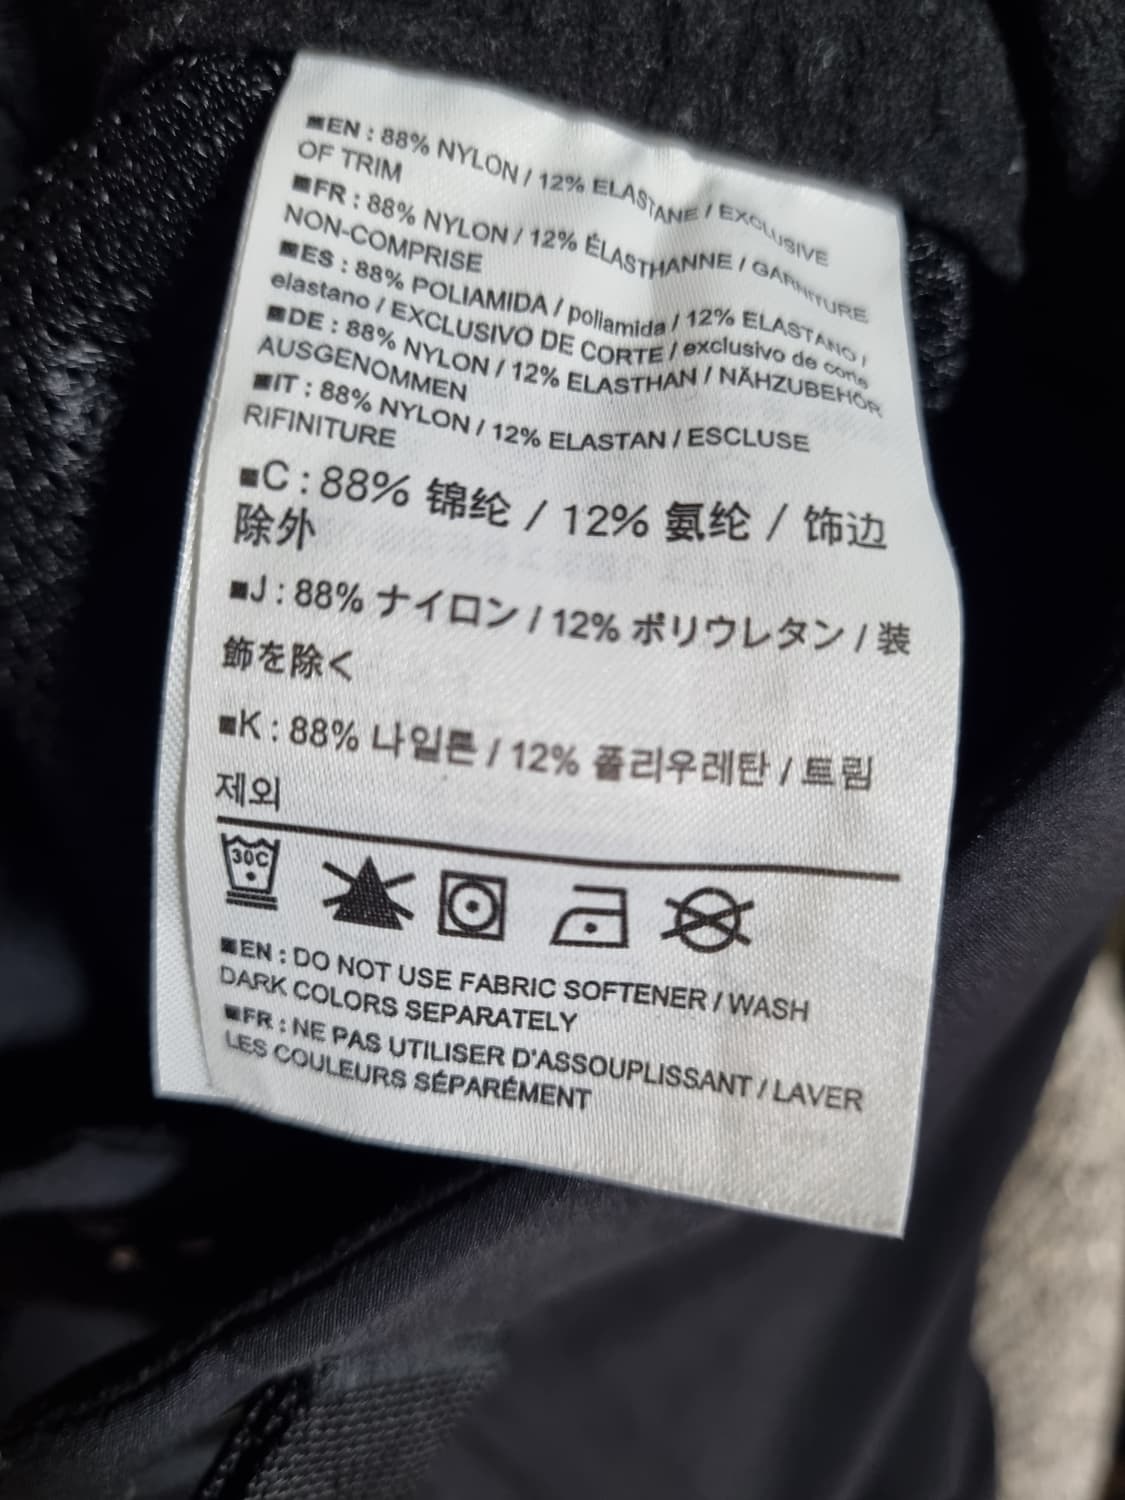 ■EN : 88% NYLON / 12% ELASTANE / EXCLUSIVE
OF TRIM
■FR : 88% NYLON / 12% ÉLASTHANNE / GARNITURE
NON-COMPRISE
■ES : 88% POLIAMIDA / poliamida / 12% ELASTANO /
elastano / EXCLUSIVO DE CORTE / exclusivo de corte
■DE : 88% NYLON / 12% ELASTHAN / NÄHZUBEHÖR
AUSGENOMMEN
■IT : 88% NYLON / 12% ELASTAN / ESCLUSE
RIFINITURE
■C : 88% 锦纶 / 12% 氨纶 / 饰边
除外
■J : 88% ナイロン / 12% ポリウレタン / 装
飾を除く
■K : 88% 나일론 / 12% 폴리우레탄 / 트림
제외
30C
■EN : DO NOT USE FABRIC SOFTENER / WASH
DARK COLORS SEPARATELY
■FR : NE PAS UTILISER D'ASSOUPLISSANT / LAVER
LES COULEURS SÉPARÉMENT